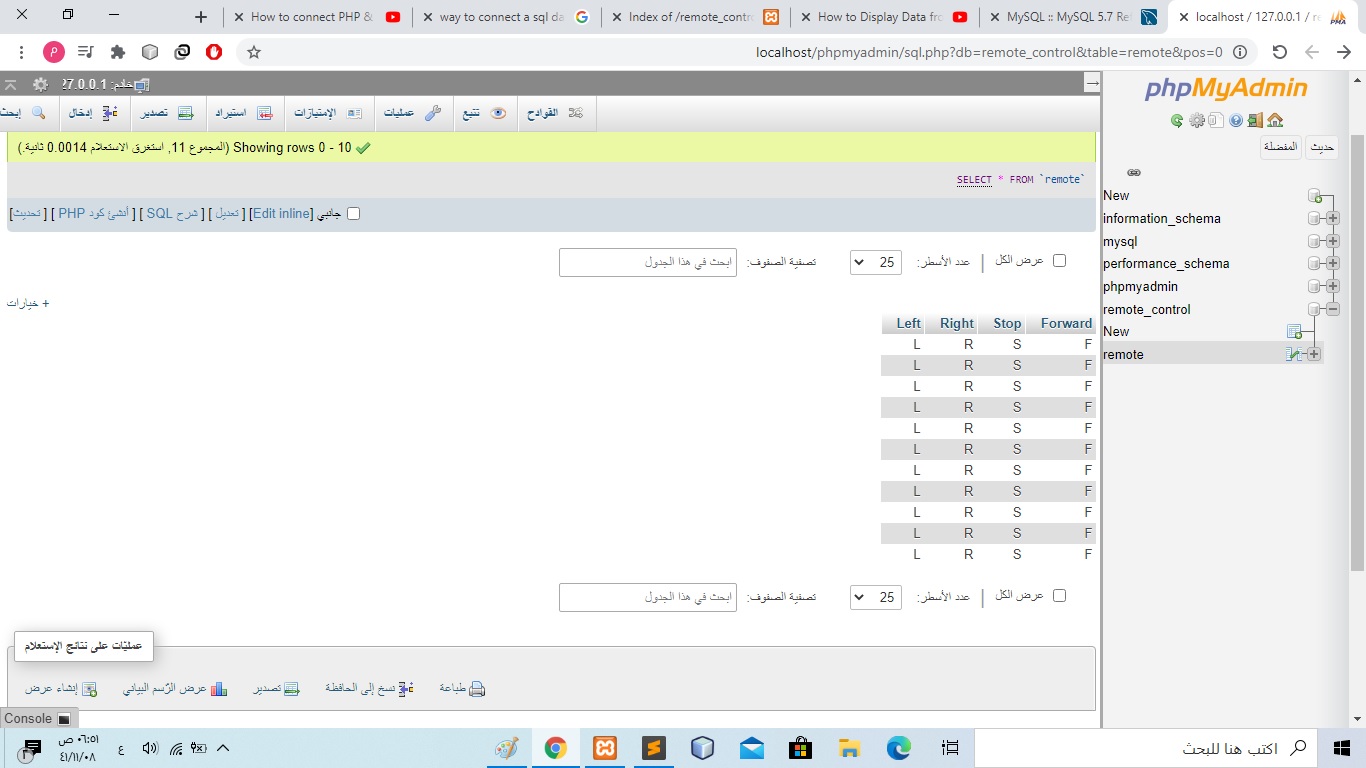 How to connect PHP &
way to connect a sql da
Index of /remote_contr
How to Display Data fro
MySQL :: MySQL 5.7 Ref
localhost / 127.0.0.1 / re
P
localhost/phpmyadmin/sql.php?db=remote_control&table=remote&pos=0
خادم: 27.0.0.1
القوادح
تتبع
عمليات
الإمتيازات
استيراد
تصدير
إدخال
إبحث
Showing rows 0 - 10 (المجموع 11, استغرق الاستعلام 0.0014 ثانية.)
SELECT * FROM `remote`
جانبي [Edit inline] [ تعديل ] [ شرح SQL ] [ أنشئ كود PHP ] [ تحديث]
عرض الكل | عدد الأسطر: 25 تصفية الصفوف: ابحث في هذا الجدول
+ خيارات
Left Right Stop Forward
L R S F
L R S F
L R S F
L R S F
L R S F
L R S F
L R S F
L R S F
L R S F
L R S F
L R S F
عرض الكل | عدد الأسطر: 25 تصفية الصفوف: ابحث في هذا الجدول
عمليّات على نتائج الإستعلام
طباعة
نسخ إلى الحافظة
تصدير
عرض الرّسم البياني
إنشاء عرض
Console
phpMyAdmin
حديث
المفضلة
New
information_schema
mysql
performance_schema
phpmyadmin
remote_control
New
remote
اكتب هنا للبحث
ع
٠٦:٥١ ص
٤١/١١/٠٨